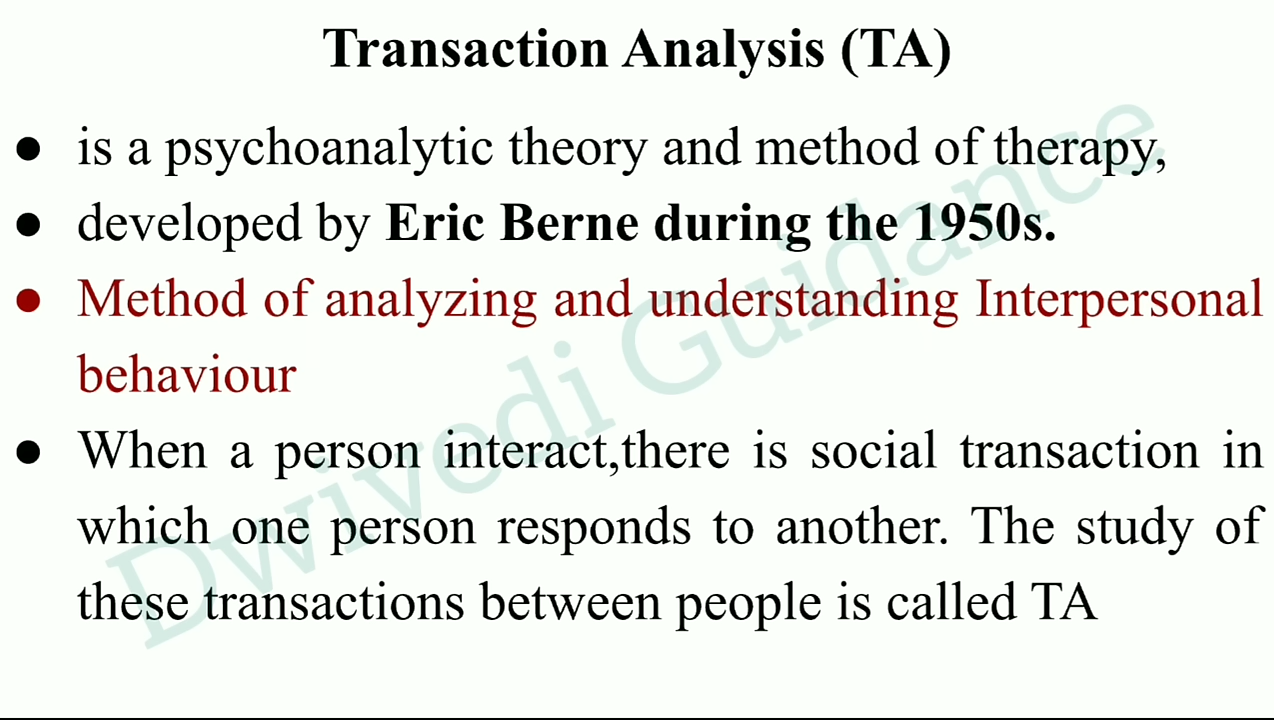 Transaction Analysis (TA)
● is a psychoanalytic theory and method of therapy,
● developed by Eric Berne during the 1950s.
● Method of analyzing and understanding Interpersonal
behaviour
● When a person interact,there is social transaction in
which one person responds to another. The study of
these transactions between people is called TA
Dwivedi Guidance